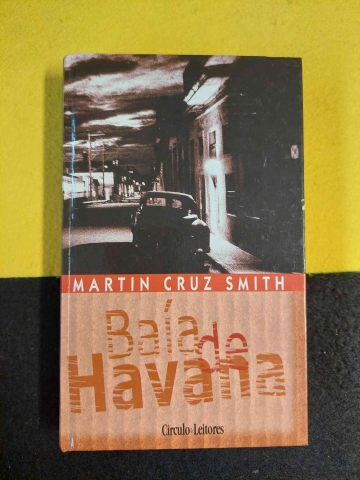 MARTIN CRUZ SMITH
Baía
de
Havana
Círculo de Leitores